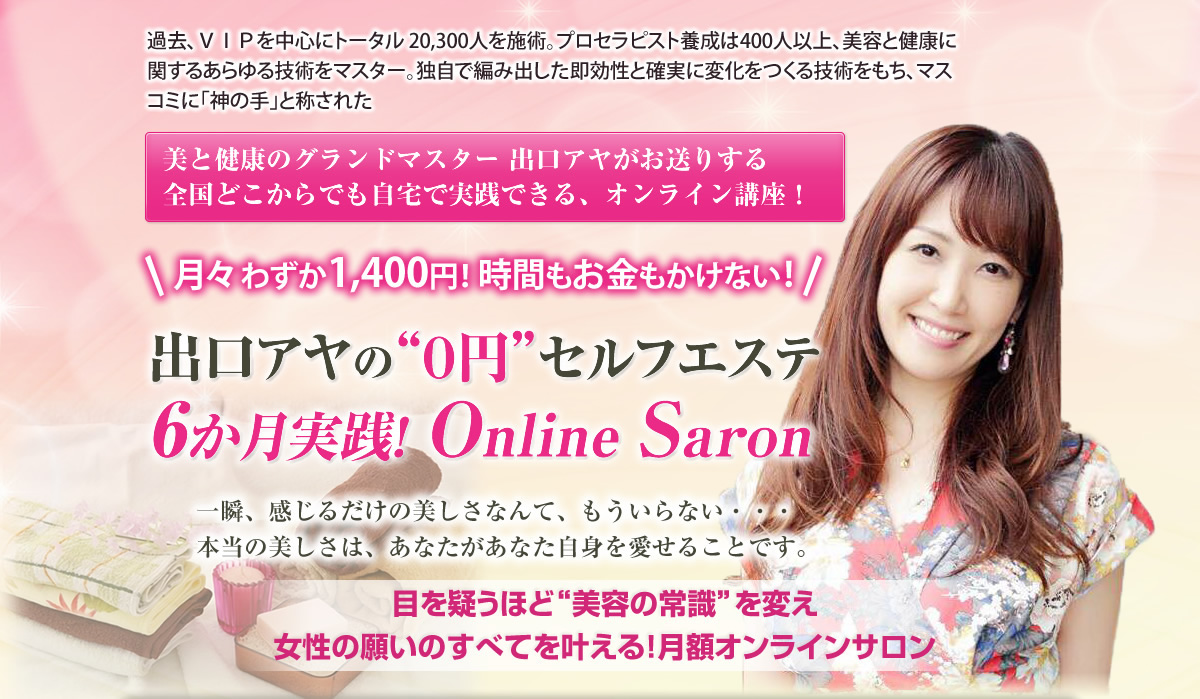 過去、ＶＩＰを中心にトータル 20,300人を施術。プロセラピスト養成は400人以上、美容と健康に
関するあらゆる技術をマスター。独自で編み出した即効性と確実に変化をつくる技術をもち、マス
コミに「神の手」と称された
美と健康のグランドマスター 出口アヤがお送りする
全国どこからでも自宅で実践できる、オンライン講座！
\ 月々 わずか1,400円! 時間もお金もかけない! /
出口アヤの“0円”セルフエステ
6か月実践! Online Saron
一瞬、感じるだけの美しさなんて、もういらない・・・
本当の美しさは、あなたがあなた自身を愛せることです。
目を疑うほど“美容の常識”を変え
女性の願いのすべてを叶える!月額オンラインサロン